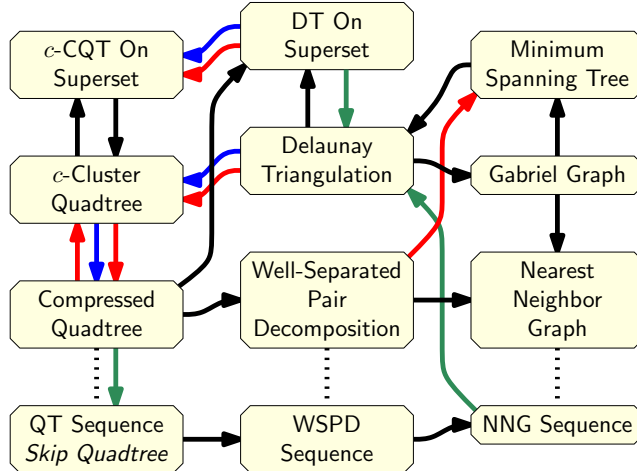 c-CQT On
Superset
DT On
Superset
Minimum
Spanning Tree
c-Cluster
Quadtree
Delaunay
Triangulation
Gabriel Graph
Compressed
Quadtree
Well-Separated
Pair
Decomposition
Nearest
Neighbor
Graph
QT Sequence
Skip Quadtree
WSPD
Sequence
NNG Sequence